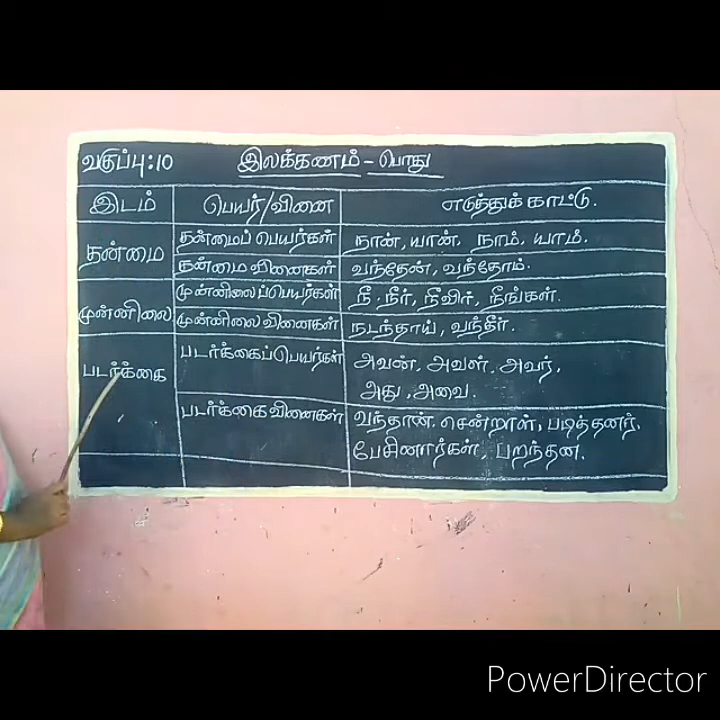 வகுப்பு:10 இலக்கணம் - பொது
இடம் பெயர்/வினை எடுத்துக் காட்டு.
தன்மை தன்மைப் பெயர்கள் நான், யான், நாம், யாம்.
தன்மை வினைகள் வந்தேன், வந்தோம்.
முன்னிலை முன்னிலைப்பெயர்கள் நீ, நீர், நீவிர், நீங்கள்.
முன்னிலை வினைகள் நடந்தாய், வந்தீர்.
படர்க்கை படர்க்கைப்பெயர்கள் அவன், அவள், அவர்,
அது, அவை.
படர்க்கை வினைகள் வந்தான், சென்றாள், படித்தனர்,
பேசினார்கள், பறந்தன.
PowerDirector